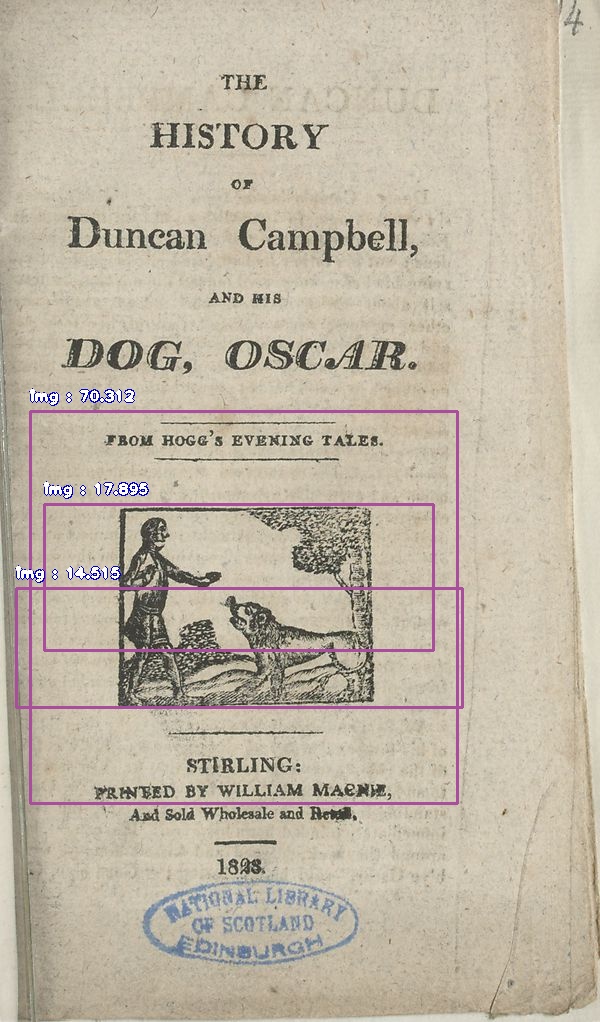 4
THE
HISTORY
OF
Duncan Campbell,
AND HIS
DOG, OSCAR.
img : 70.312
FROM HOGG'S EVENING TALES.
img : 17.895
img : 14.515
STIRLING:
PRINTED BY WILLIAM MACNIE,
And Sold Wholesale and Retail.
1828.
NATIONAL LIBRARY
OF SCOTLAND
EDINBURGH